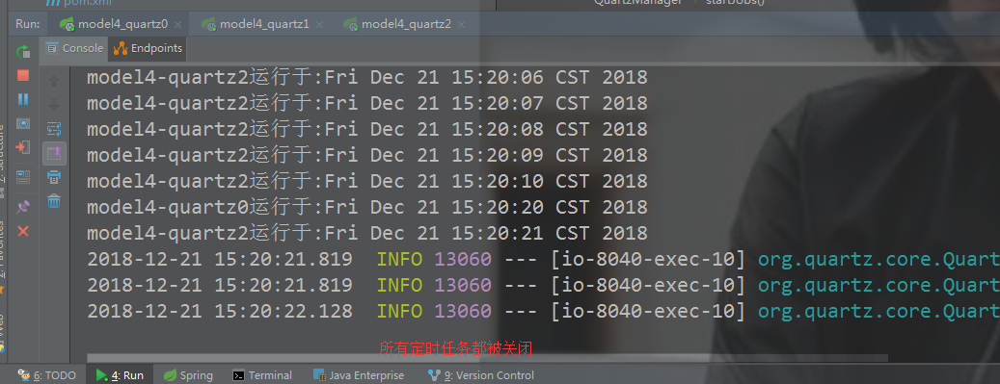 pom.xml
QuartzManager
startJobs()
Run: model4_quartz0 model4_quartz1 model4_quartz2
Console Endpoints
model4-quartz2运行于:Fri Dec 21 15:20:06 CST 2018
model4-quartz2运行于:Fri Dec 21 15:20:07 CST 2018
model4-quartz2运行于:Fri Dec 21 15:20:08 CST 2018
model4-quartz2运行于:Fri Dec 21 15:20:09 CST 2018
model4-quartz2运行于:Fri Dec 21 15:20:10 CST 2018
model4-quartz0运行于:Fri Dec 21 15:20:20 CST 2018
model4-quartz2运行于:Fri Dec 21 15:20:21 CST 2018
2018-12-21 15:20:21.819 INFO 13060 --- [io-8040-exec-10] org.quartz.core.Quart
2018-12-21 15:20:21.819 INFO 13060 --- [io-8040-exec-10] org.quartz.core.Quart
2018-12-21 15:20:22.128 INFO 13060 --- [io-8040-exec-10] org.quartz.core.Quart
所有定时任务都被关闭
6: TODO 4: Run Spring Terminal Java Enterprise 9: Version Control